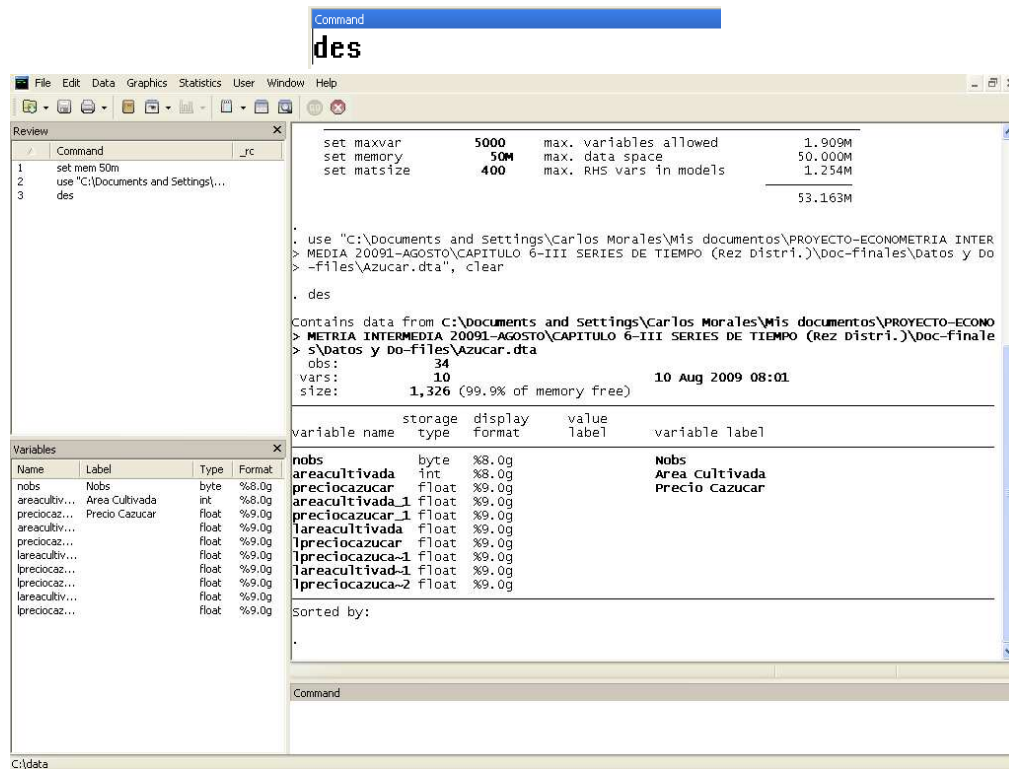 Command
des
File Edit Data Graphics Statistics User Window Help
Review
Command _rc
1 set mem 50m
2 use "C:\Documents and Settings\...
3 des
Variables
Name Label Type Format
nobs Nobs byte %8.0g
areacultiv... Area Cultivada int %8.0g
preciocaz... Precio Cazucar float %9.0g
areacultiv... float %9.0g
preciocaz... float %9.0g
lareacultiv... float %9.0g
lpreciocaz... float %9.0g
lpreciocaz... float %9.0g
lareacultiv... float %9.0g
lpreciocaz... float %9.0g
set maxvar 5000 max. variables allowed 1.909M
set memory 50M max. data space 50.000M
set matsize 400 max. RHS vars in models 1.254M
53.163M
.
. use "C:\Documents and Settings\Carlos Morales\Mis documentos\PROYECTO-ECONOMETRIA INTER
> MEDIA 20091-AGOSTO\CAPITULO 6-III SERIES DE TIEMPO (Rez Distri.)\Doc-finales\Datos y Do
> -files\Azucar.dta", clear
. des
Contains data from C:\Documents and Settings\Carlos Morales\Mis documentos\PROYECTO-ECONO
> METRIA INTERMEDIA 20091-AGOSTO\CAPITULO 6-III SERIES DE TIEMPO (Rez Distri.)\Doc-finale
> s\Datos y Do-files\Azucar.dta
obs: 34
vars: 10 10 Aug 2009 08:01
size: 1,326 (99.9% of memory free)
storage display value
variable name type format label variable label
nobs byte %8.0g Nobs
areacultivada int %8.0g Area Cultivada
preciocazucar float %9.0g Precio Cazucar
areacultivada_1 float %9.0g
preciocazucar_1 float %9.0g
lareacultivada float %9.0g
lpreciocazucar float %9.0g
lpreciocazuca~1 float %9.0g
lareacultivad~1 float %9.0g
lpreciocazuca~2 float %9.0g
Sorted by:
.
Command
C:\data